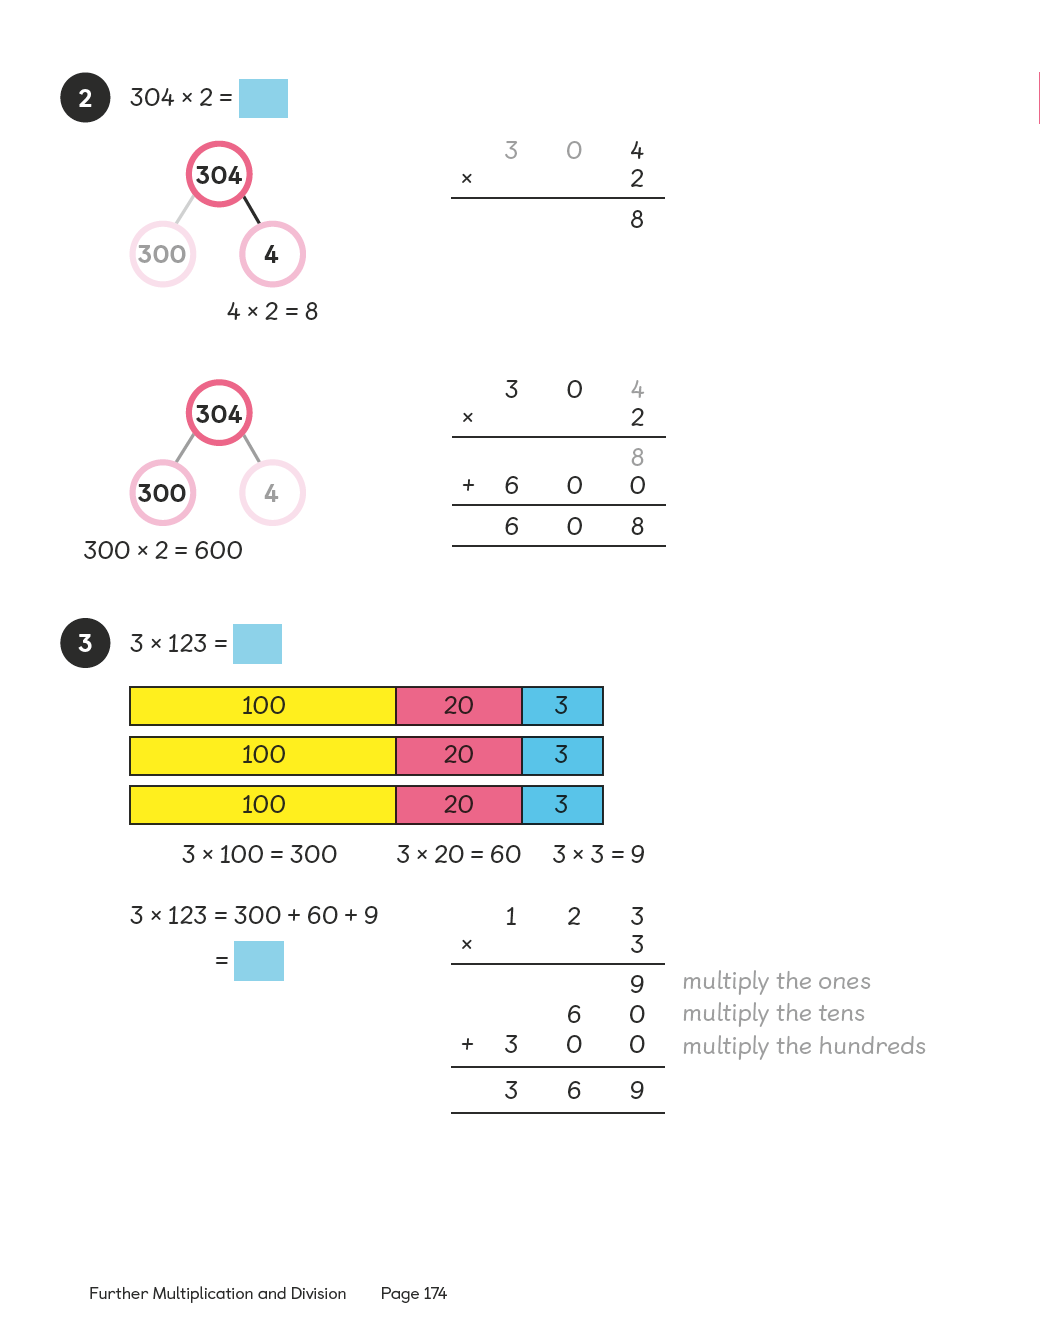 2 304 × 2 =
304
300 4
4 × 2 = 8
3 0 4
× 2
8
304
300 4
300 × 2 = 600
3 0 4
× 2
8
+ 6 0 0
6 0 8
3 3 × 123 =
100 20 3
100 20 3
100 20 3
3 × 100 = 300 3 × 20 = 60 3 × 3 = 9
3 × 123 = 300 + 60 + 9
=
1 2 3
× 3
9 multiply the ones
6 0 multiply the tens
+ 3 0 0 multiply the hundreds
3 6 9
Further Multiplication and Division Page 174